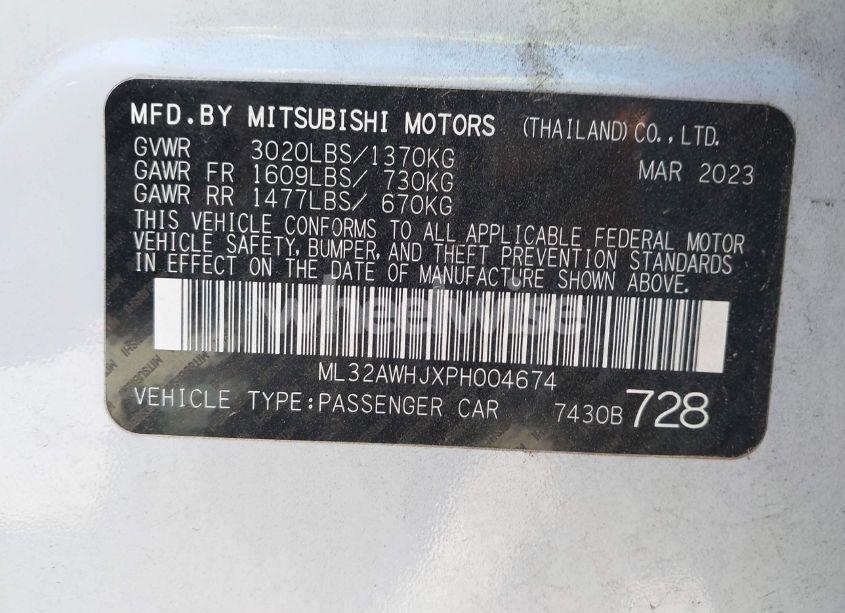 MFD.BY MITSUBISHI MOTORS (THAILAND)CO.,LTD.
GVWR 3020LBS/1370KG MAR 2023
GAWR FR 1609LBS/ 730KG
GAWR RR 1477LBS/ 670KG
THIS VEHICLE CONFORMS TO ALL APPLICABLE FEDERAL MOTOR
VEHICLE SAFETY, BUMPER, AND THEFT PREVENTION STANDARDS
IN EFFECT ON THE DATE OF MANUFACTURE SHOWN ABOVE.
wheelwise
ML32AWHJXPH004674
VEHICLE TYPE:PASSENGER CAR 7430B 728